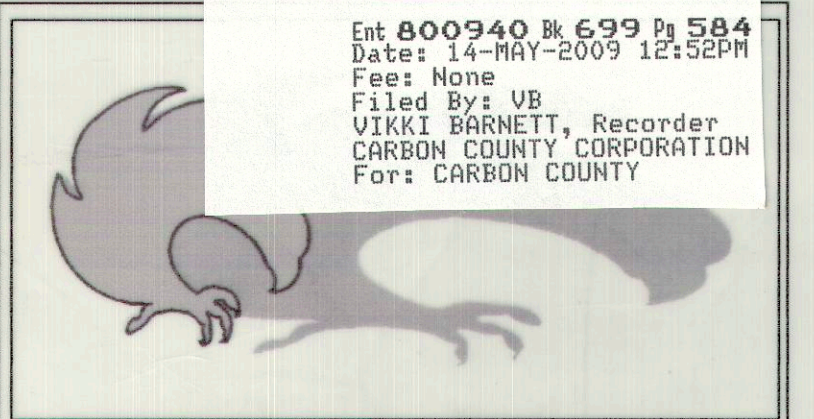 Ent 800940 Bk 699 Pg 584
Date: 14-MAY-2009 12:52PM
Fee: None
Filed By: VB
VIKKI BARNETT, Recorder
CARBON COUNTY CORPORATION
For: CARBON COUNTY